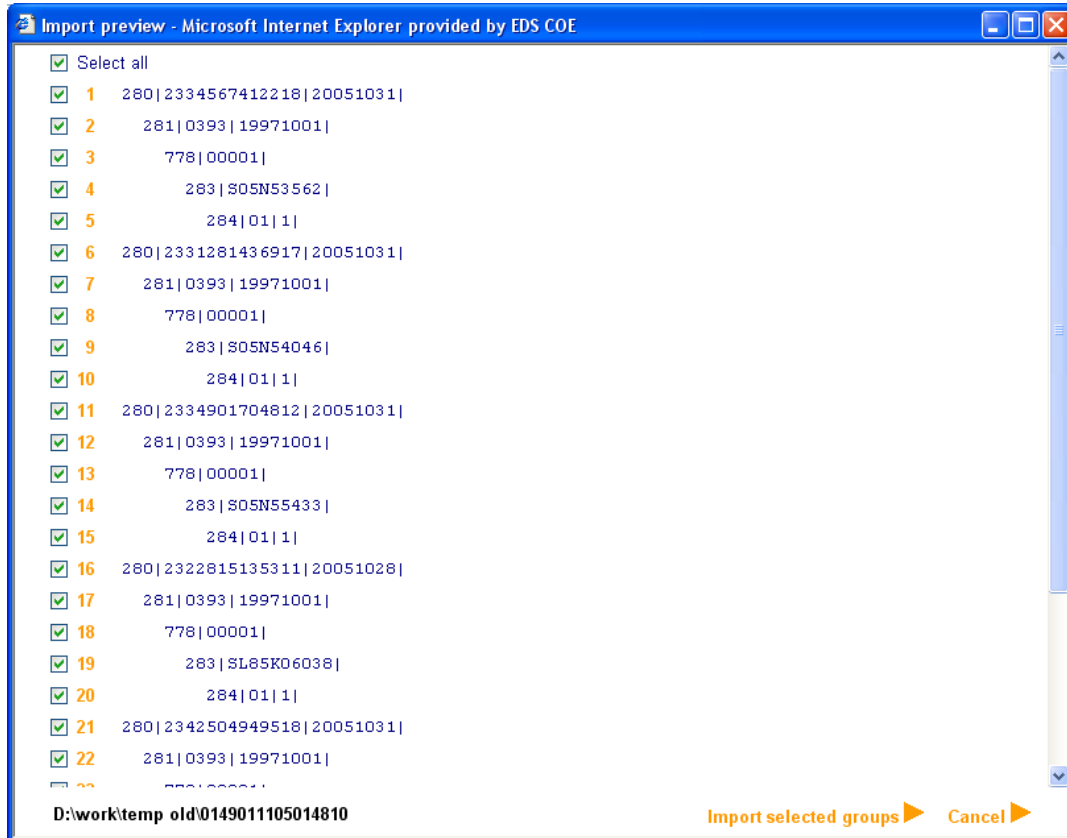 Import preview - Microsoft Internet Explorer provided by EDS COE
Select all
1 280|2334567412218|20051031|
2 281|0393|19971001|
3 778|00001|
4 283|S05N53562|
5 284|01|1|
6 280|2331281436917|20051031|
7 281|0393|19971001|
8 778|00001|
9 283|S05N54046|
10 284|01|1|
11 280|2334901704812|20051031|
12 281|0393|19971001|
13 778|00001|
14 283|S05N55433|
15 284|01|1|
16 280|2322815135311|20051028|
17 281|0393|19971001|
18 778|00001|
19 283|SL85K06038|
20 284|01|1|
21 280|2342504949518|20051031|
22 281|0393|19971001|
D:\work\temp old\0149011105014810
Import selected groups Cancel